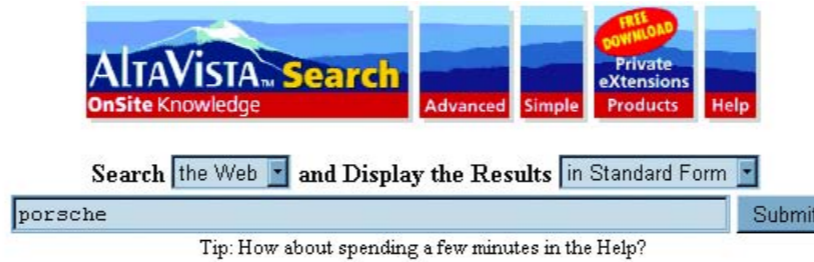 ALTAVISTA™ Search
OnSite Knowledge
Advanced
Simple
FREE DOWNLOAD
Private eXtensions
Products
Help
Search the Web and Display the Results in Standard Form
porsche
Submit
Tip: How about spending a few minutes in the Help?